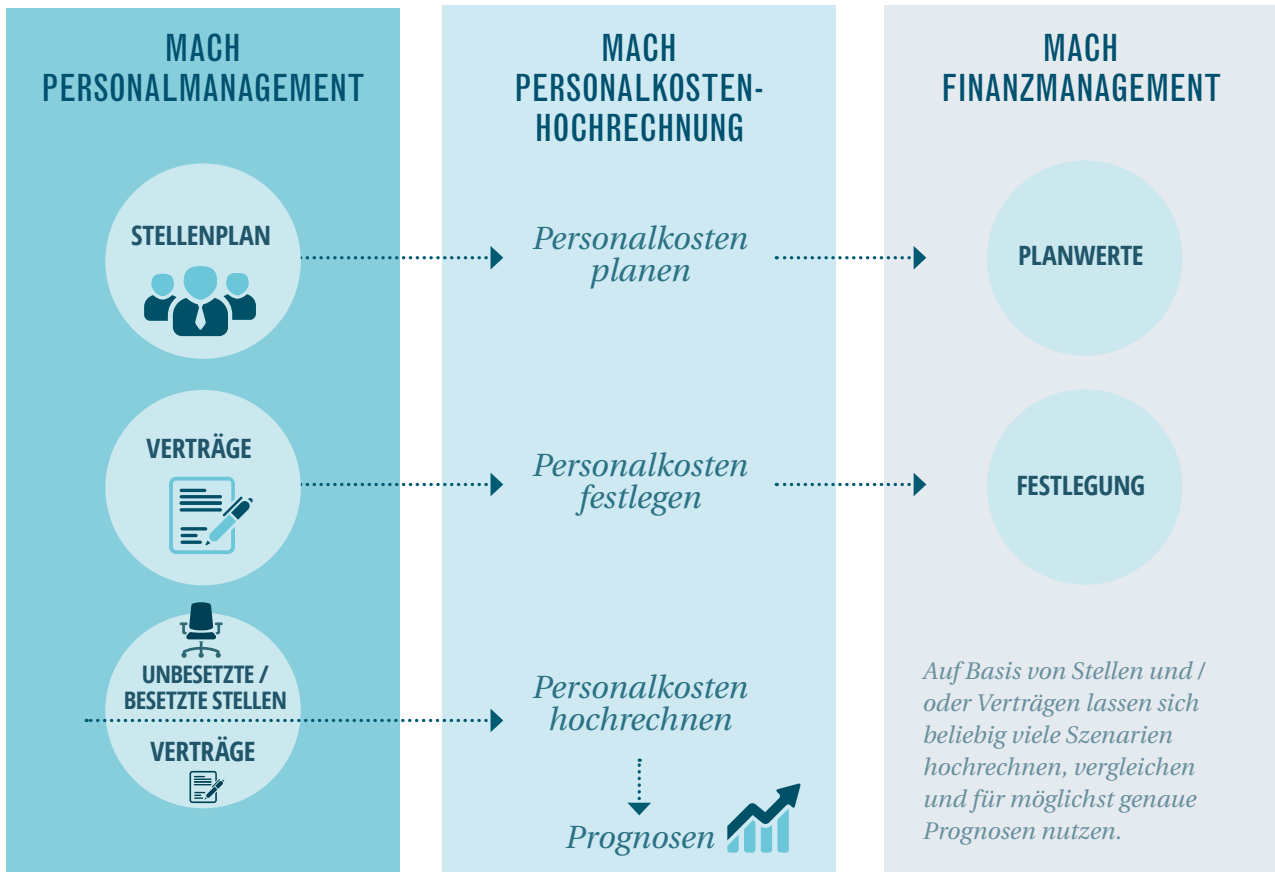 MACH
PERSONALMANAGEMENT
STELLENPLAN
VERTRÄGE
UNBESETZTE /
BESETZTE STELLEN
VERTRÄGE
MACH
PERSONALKOSTEN-
HOCHRECHNUNG
Personalkosten
planen
Personalkosten
festlegen
Personalkosten
hochrechnen
Prognosen
MACH
FINANZMANAGEMENT
PLANWERTE
FESTLEGUNG
Auf Basis von Stellen und /
oder Verträgen lassen sich
beliebig viele Szenarien
hochrechnen, vergleichen
und für möglichst genaue
Prognosen nutzen.